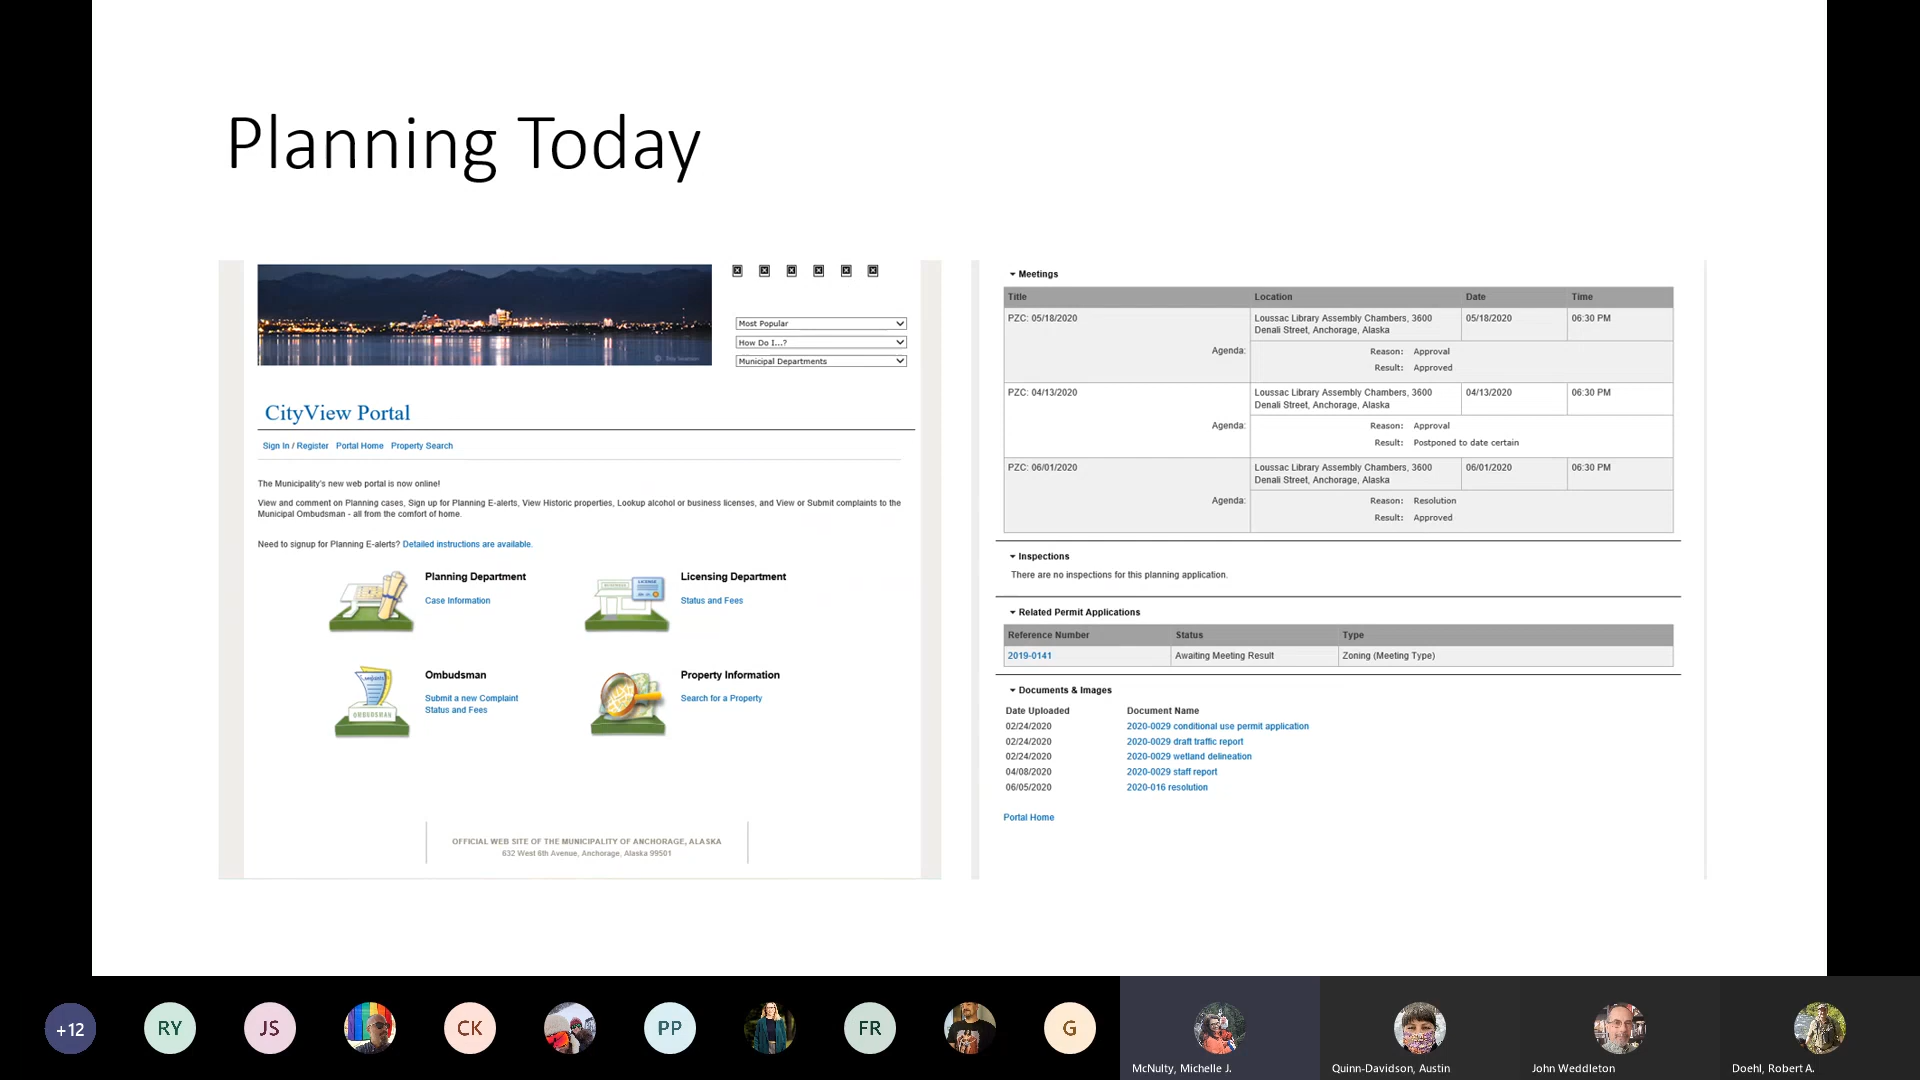 Planning Today
Most Popular
How Do I...?
Municipal Departments
CityView Portal
Sign In / Register Portal Home Property Search
The Municipality's new web portal is now online!
View and comment on Planning cases, Sign up for Planning E-alerts, View Historic properties, Lookup alcohol or business licenses, and View or Submit complaints to the
Municipal Ombudsman - all from the comfort of home.
Need to signup for Planning E-alerts? Detailed instructions are available.
Planning Department
Case Information
Licensing Department
Status and Fees
LICENSE
Ombudsman
Submit a new Complaint
Status and Fees
OMBUDSMAN
Property Information
Search for a Property
OFFICIAL WEB SITE OF THE MUNICIPALITY OF ANCHORAGE, ALASKA
632 West 6th Avenue, Anchorage, Alaska 99501
Meetings
Title Location Date Time
PZC: 05/18/2020 Loussac Library Assembly Chambers, 3600 05/18/2020 06:30 PM
Denali Street, Anchorage, Alaska
Agenda: Reason: Approval
Result: Approved
PZC: 04/13/2020 Loussac Library Assembly Chambers, 3600 04/13/2020 06:30 PM
Denali Street, Anchorage, Alaska
Agenda: Reason: Approval
Result: Postponed to date certain
PZC: 06/01/2020 Loussac Library Assembly Chambers, 3600 06/01/2020 06:30 PM
Denali Street, Anchorage, Alaska
Agenda: Reason: Resolution
Result: Approved
Inspections
There are no inspections for this planning application.
Related Permit Applications
Reference Number Status Type
2019-0141 Awaiting Meeting Result Zoning (Meeting Type)
Documents & Images
Date Uploaded Document Name
02/24/2020 2020-0029 conditional use permit application
02/24/2020 2020-0029 draft traffic report
02/24/2020 2020-0029 wetland delineation
04/08/2020 2020-0029 staff report
06/05/2020 2020-016 resolution
Portal Home
+12 RY JS CK PP FR G
McNulty, Michelle J. Quinn-Davidson, Austin John Weddleton Doehl, Robert A.